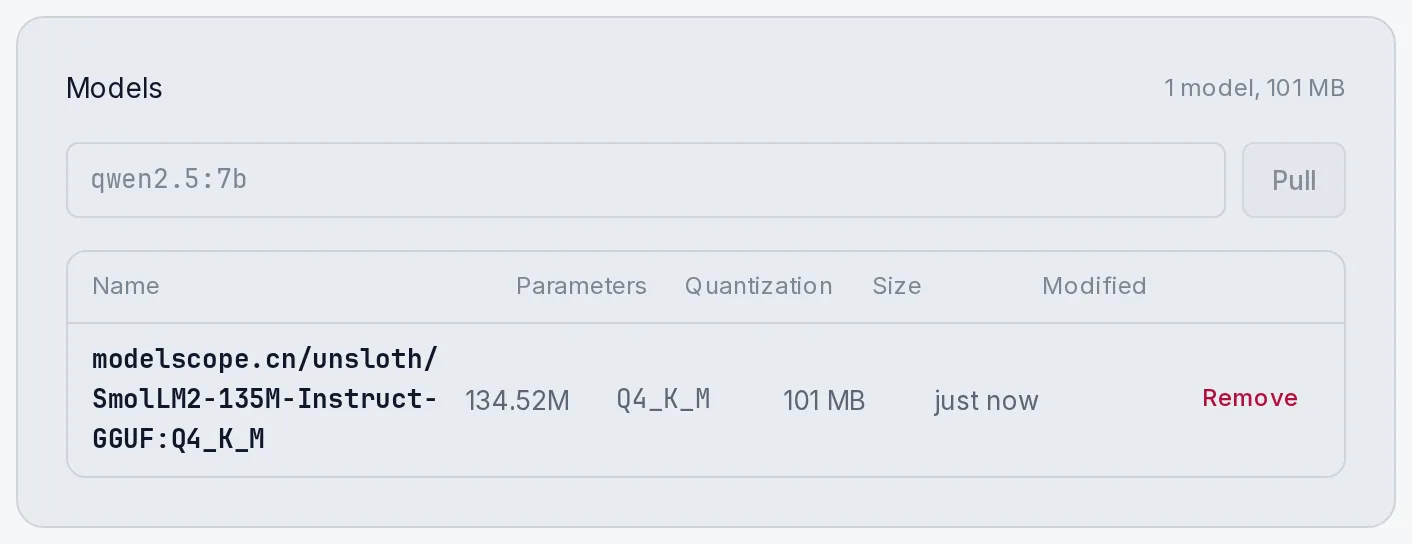 Models
1 model, 101 MB
qwen2.5:7b
Pull
Name Parameters Quantization Size Modified
modelscope.cn/unsloth/
SmolLM2-135M-Instruct-
GGUF:Q4_K_M
134.52M Q4_K_M 101 MB just now Remove